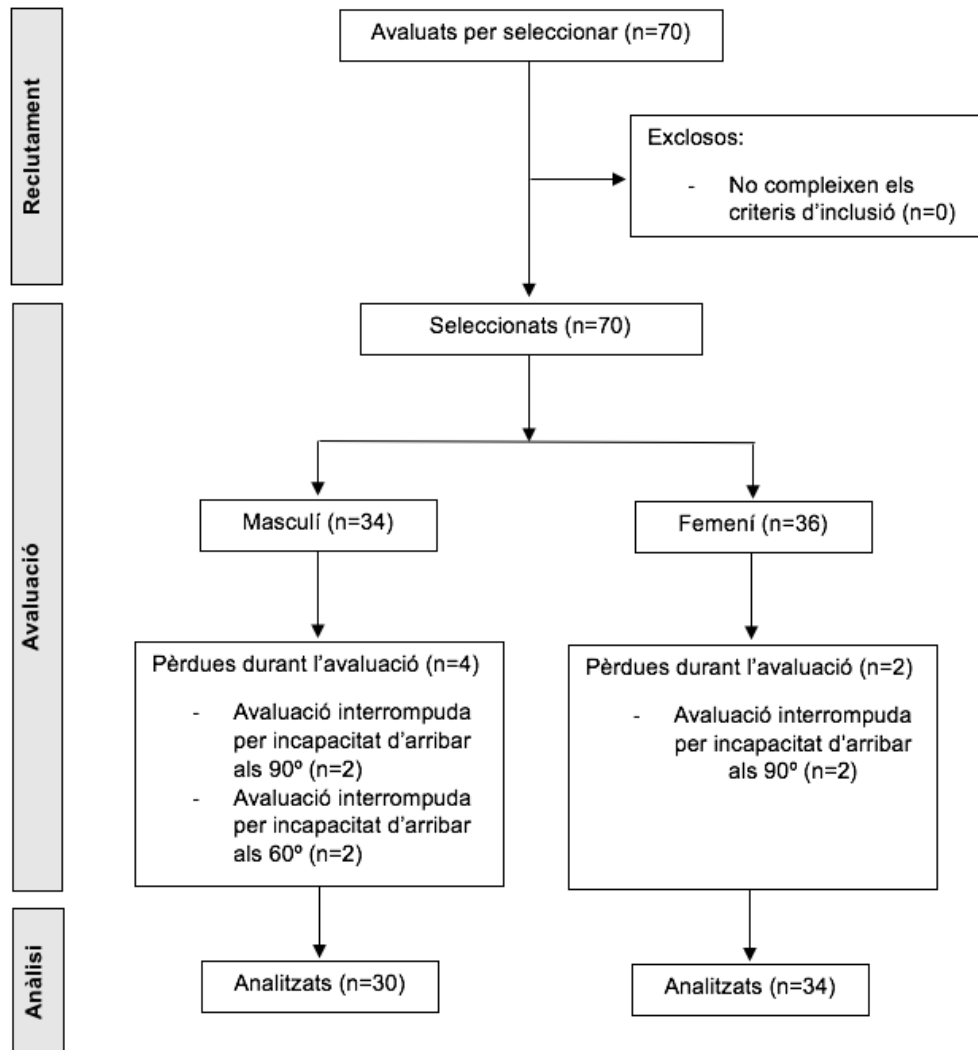 Reclutament
Avaluats per seleccionar (n=70)
Exclosos:
- No compleixen els
criteris d'inclusió (n=0)
Avaluació
Seleccionats (n=70)
Masculí (n=34)
Femení (n=36)
Pèrdues durant l'avaluació (n=4)
- Avaluació interrompuda
per incapacitat d'arribar
als 90º (n=2)
- Avaluació interrompuda
per incapacitat d'arribar
als 60º (n=2)
Pèrdues durant l'avaluació (n=2)
- Avaluació interrompuda
per incapacitat d'arribar
als 90º (n=2)
Anàlisi
Analitzats (n=30)
Analitzats (n=34)